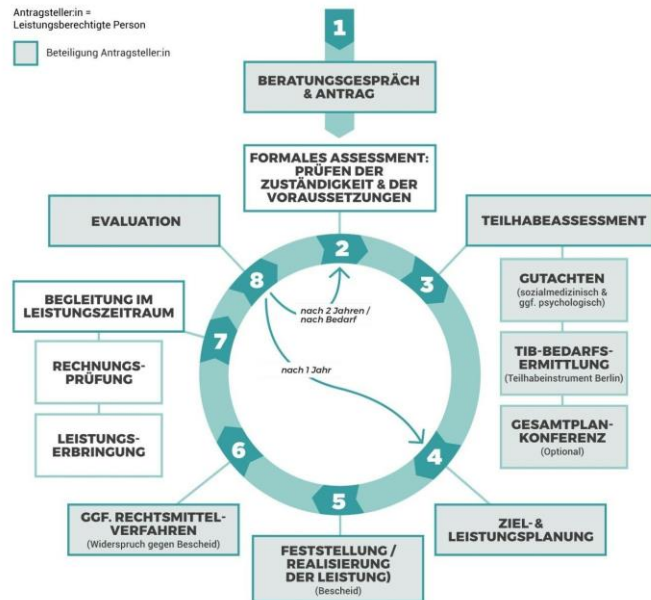 Antragsteller:in =
Leistungsberechtigte Person
Beteiligung Antragsteller:in
1
BERATUNGSGESPRÄCH
& ANTRAG
FORMALES ASSESSMENT:
PRÜFEN DER
ZUSTÄNDIGKEIT & DER
VORAUSSETZUNGEN
2
TEILHABEASSESSMENT
3
GUTACHTEN
(sozialmedizinisch &
ggf. psychologisch)
TIB-BEDARFS-
ERMITTLUNG
(Teilhabeinstrument Berlin)
GESAMTPLAN-
KONFERENZ
(Optional)
4
ZIEL- &
LEISTUNGSPLANUNG
5
FESTSTELLUNG /
REALISIERUNG
DER LEISTUNG)
(Bescheid)
6
GGF. RECHTSMITTEL-
VERFAHREN
(Widerspruch gegen Bescheid)
7
BEGLEITUNG IM
LEISTUNGSZEITRAUM
RECHNUNGS-
PRÜFUNG
LEISTUNGS-
ERBRINGUNG
8
EVALUATION
nach 2 Jahren /
nach Bedarf
nach 1 Jahr